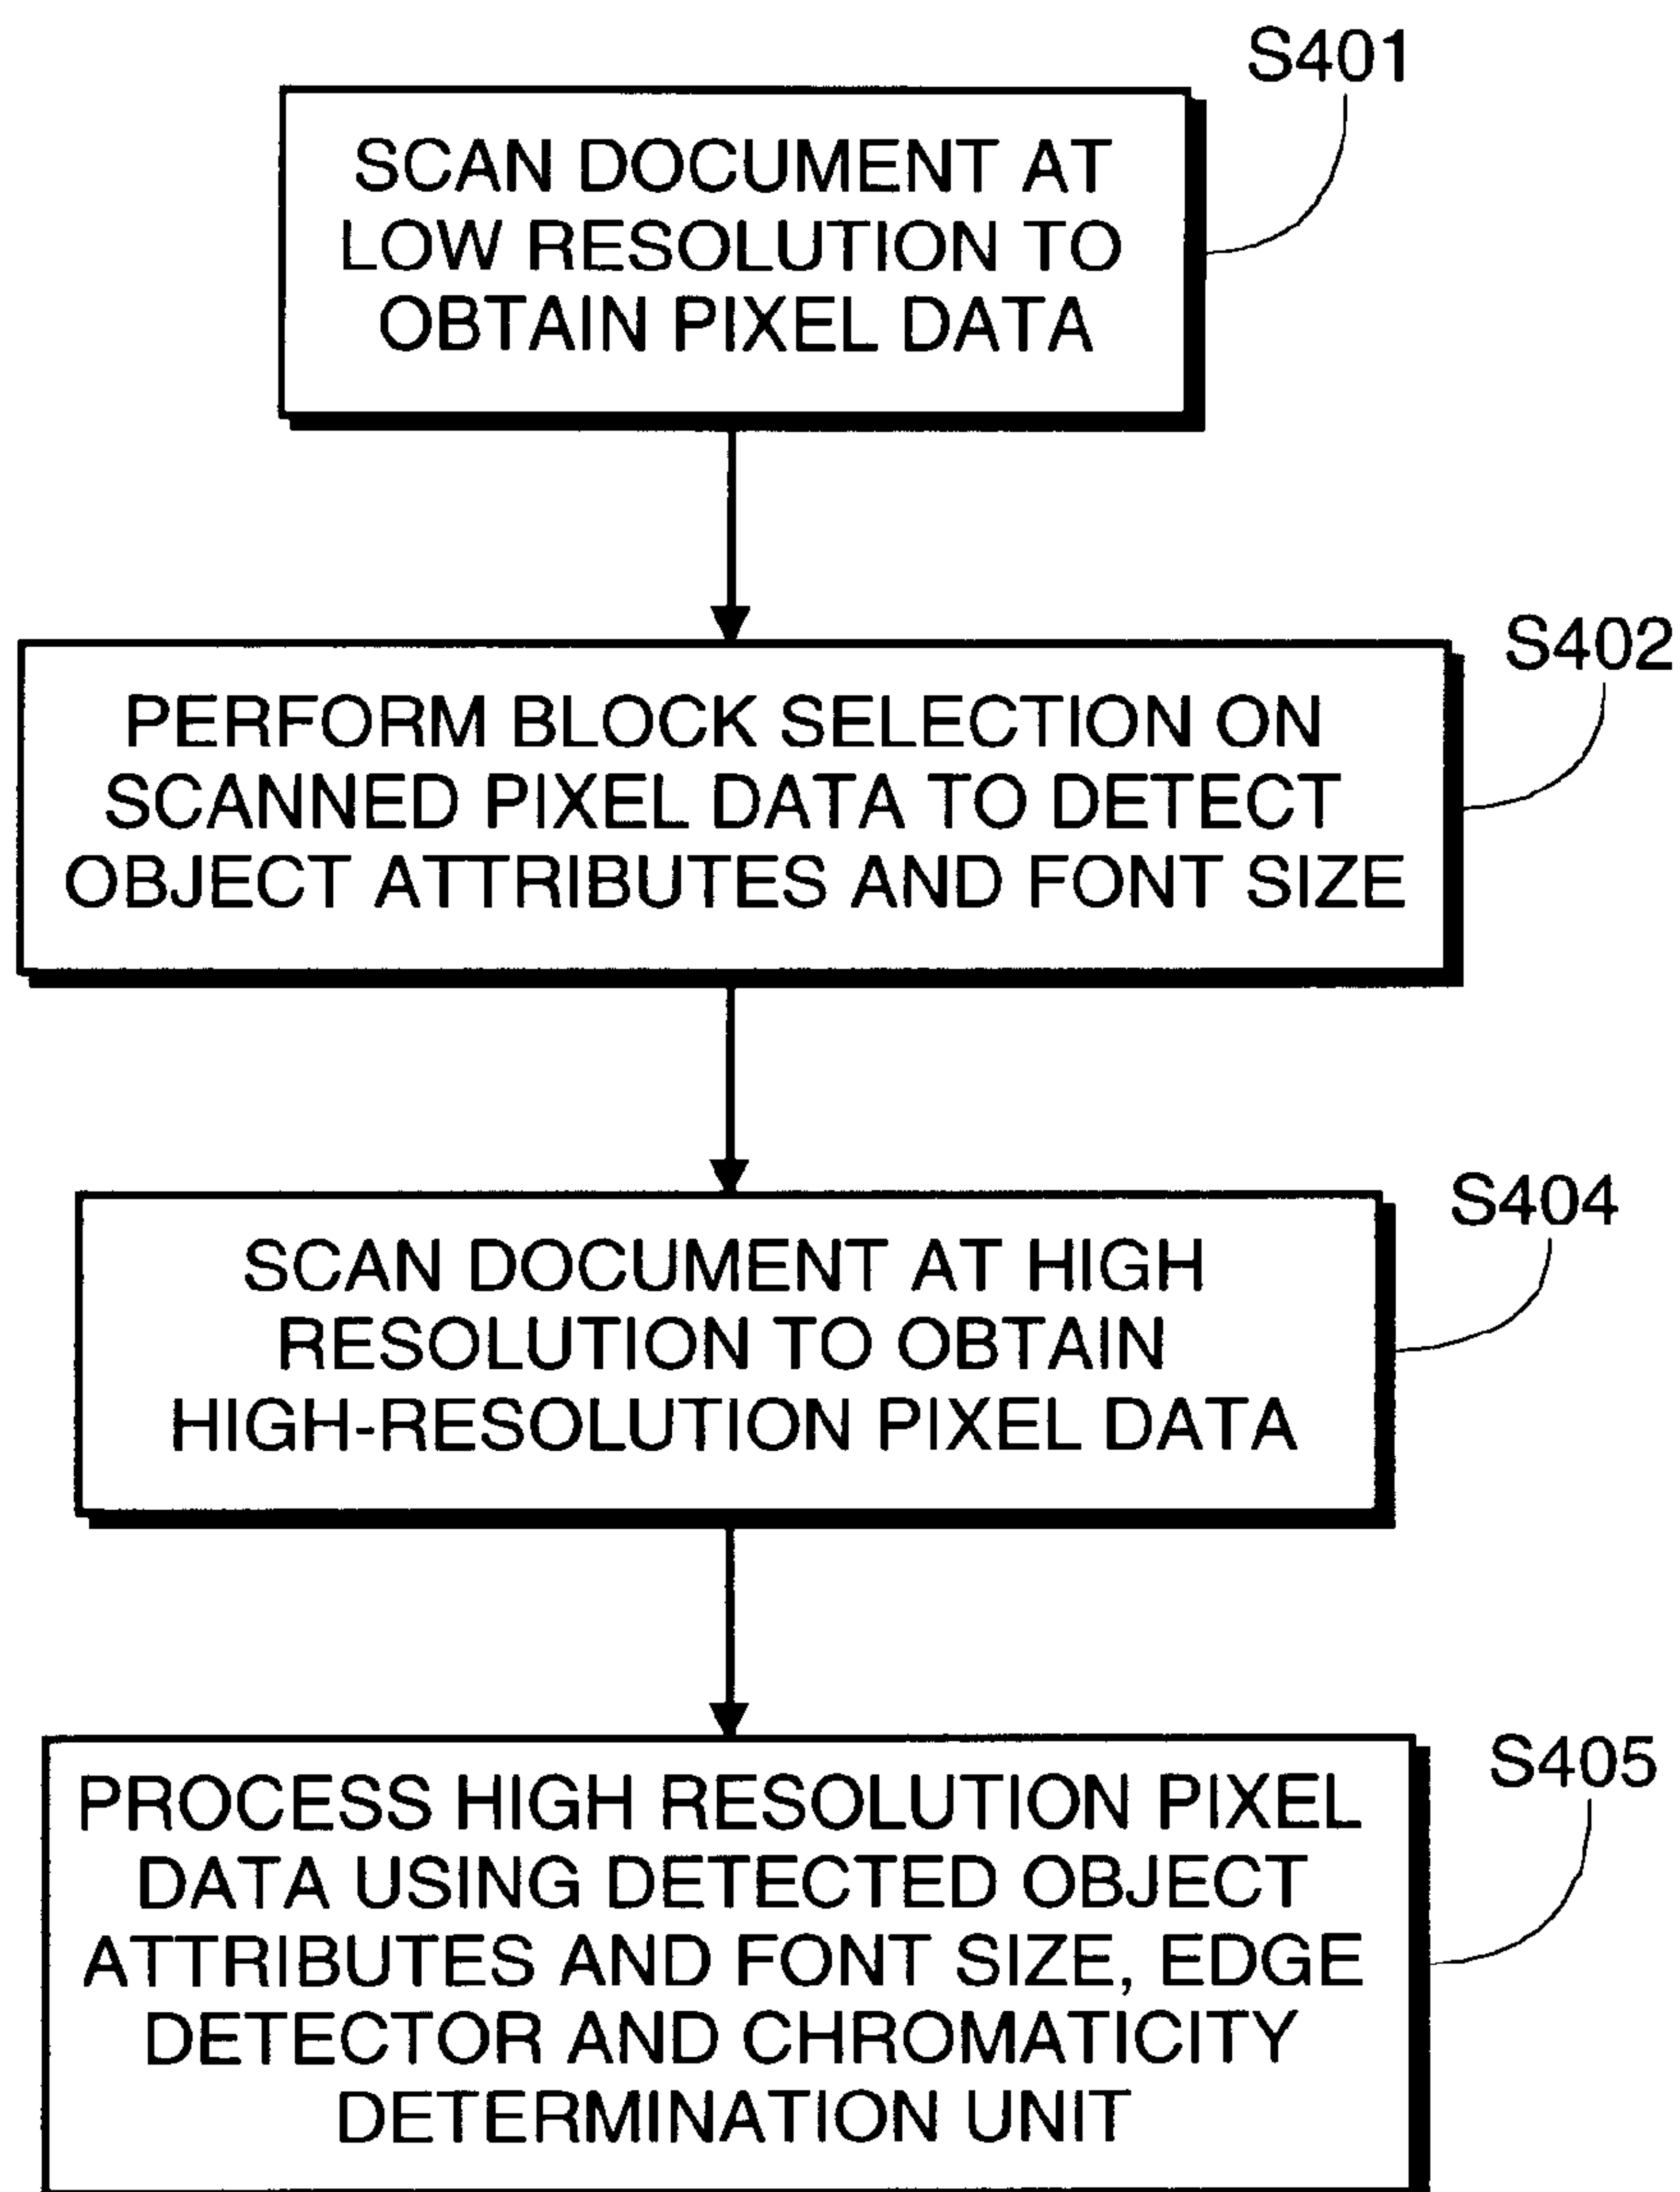 S401
SCAN DOCUMENT AT
LOW RESOLUTION TO
OBTAIN PIXEL DATA
S402
PERFORM BLOCK SELECTION ON
SCANNED PIXEL DATA TO DETECT
OBJECT ATTRIBUTES AND FONT SIZE
S404
SCAN DOCUMENT AT HIGH
RESOLUTION TO OBTAIN
HIGH-RESOLUTION PIXEL DATA
S405
PROCESS HIGH RESOLUTION PIXEL
DATA USING DETECTED OBJECT
ATTRIBUTES AND FONT SIZE, EDGE
DETECTOR AND CHROMATICITY
DETERMINATION UNIT